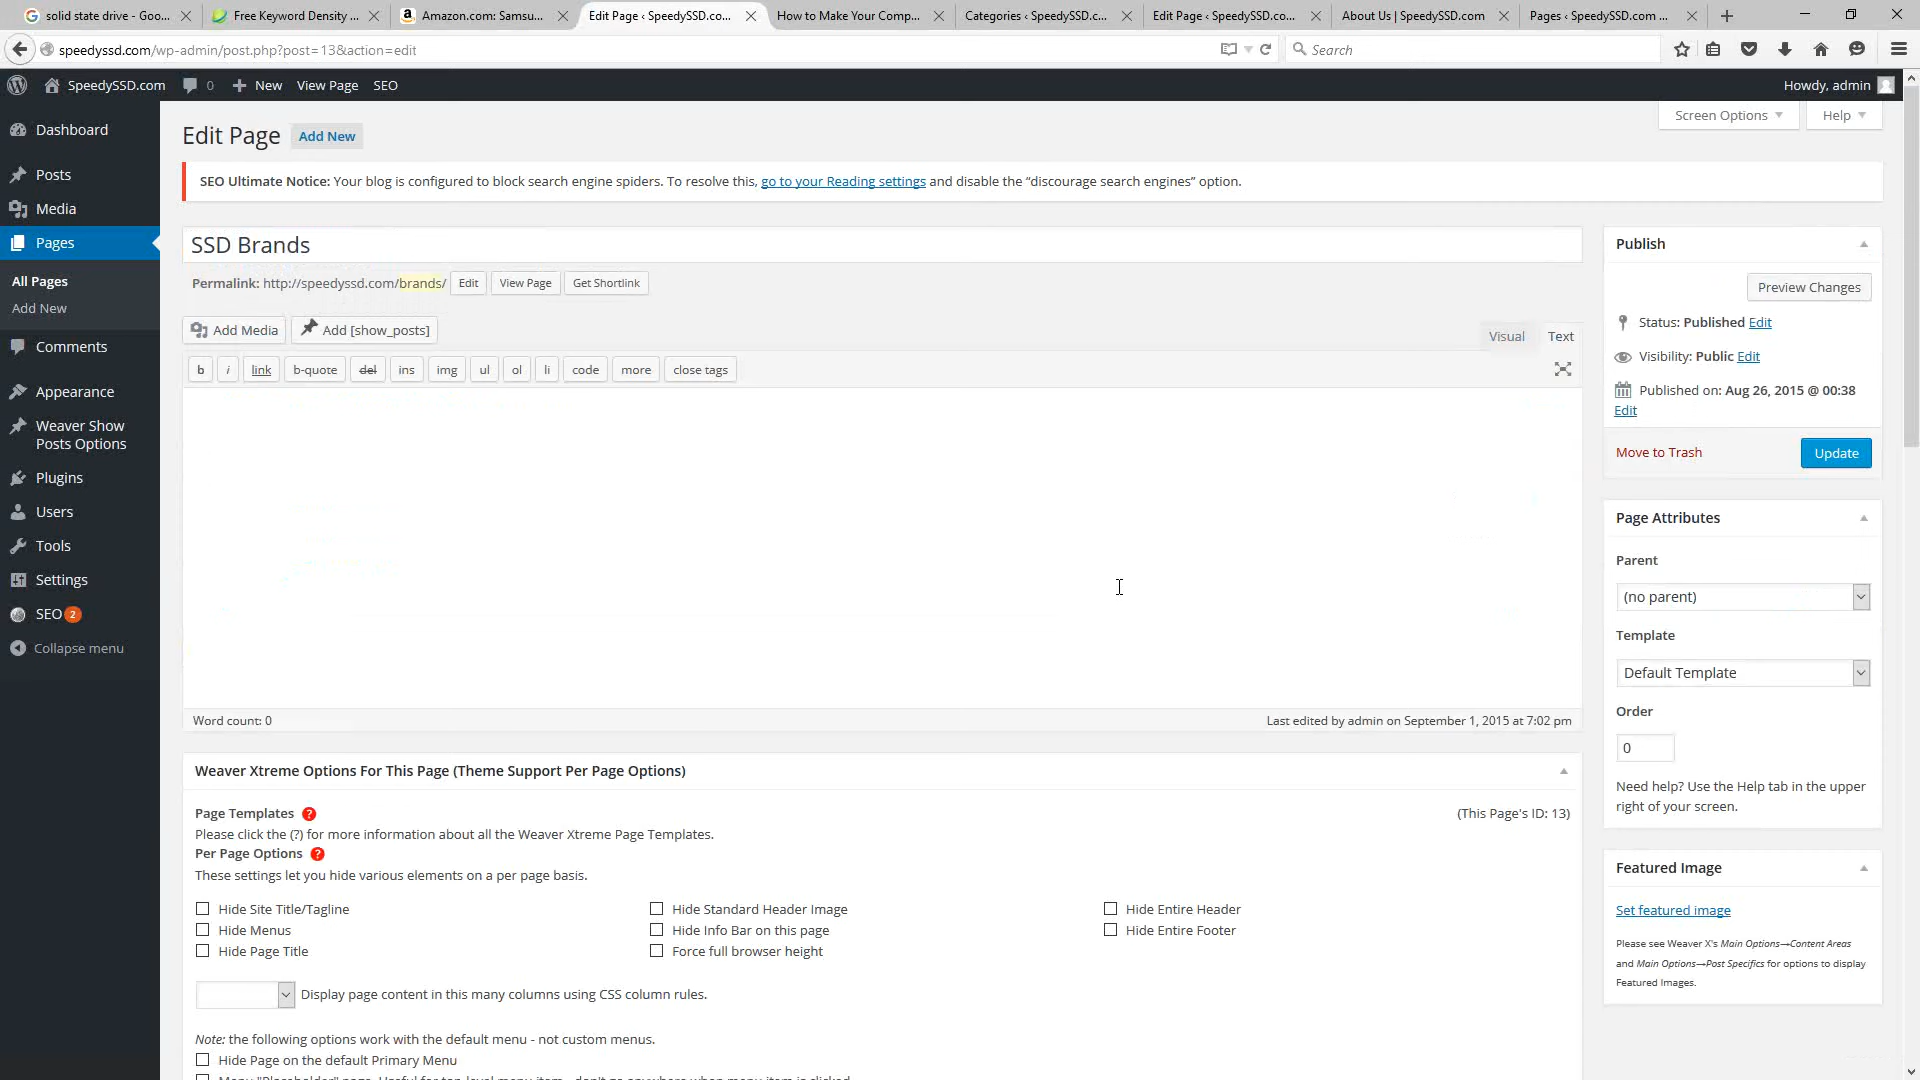 solid state drive - Goo...
Free Keyword Density ...
Amazon.com: Samsu...
Edit Page ‹ SpeedySSD.co...
How to Make Your Comp...
Categories ‹ SpeedySSD.c...
Edit Page ‹ SpeedySSD.co...
About Us | SpeedySSD.com
Pages ‹ SpeedySSD.com ...
speedyssd.com/wp-admin/post.php?post=13&action=edit
Search
SpeedySSD.com
0
New
View Page
SEO
Howdy, admin
Dashboard
Posts
Media
Pages
All Pages
Add New
Comments
Appearance
Weaver Show
Posts Options
Plugins
Users
Tools
Settings
SEO 2
Collapse menu
Screen Options
Help
Edit Page
Add New
SEO Ultimate Notice: Your blog is configured to block search engine spiders. To resolve this, go to your Reading settings and disable the “discourage search engines” option.
SSD Brands
Permalink: http://speedyssd.com/brands/
Edit
View Page
Get Shortlink
Add Media
Add [show_posts]
Visual
Text
b
i
link
b-quote
del
ins
img
ul
ol
li
code
more
close tags
Word count: 0
Last edited by admin on September 1, 2015 at 7:02 pm
Weaver Xtreme Options For This Page (Theme Support Per Page Options)
Page Templates ?
(This Page's ID: 13)
Please click the (?) for more information about all the Weaver Xtreme Page Templates.
Per Page Options ?
These settings let you hide various elements on a per page basis.
Hide Site Title/Tagline
Hide Standard Header Image
Hide Entire Header
Hide Menus
Hide Info Bar on this page
Hide Entire Footer
Hide Page Title
Force full browser height
Display page content in this many columns using CSS column rules.
Note: the following options work with the default menu - not custom menus.
Hide Page on the default Primary Menu
Publish
Preview Changes
Status: Published Edit
Visibility: Public Edit
Published on: Aug 26, 2015 @ 00:38
Edit
Move to Trash
Update
Page Attributes
Parent
(no parent)
Template
Default Template
Order
0
Need help? Use the Help tab in the upper
right of your screen.
Featured Image
Set featured image
Please see Weaver X's Main Options→Content Areas
and Main Options→Post Specifics for options to display
Featured Images.